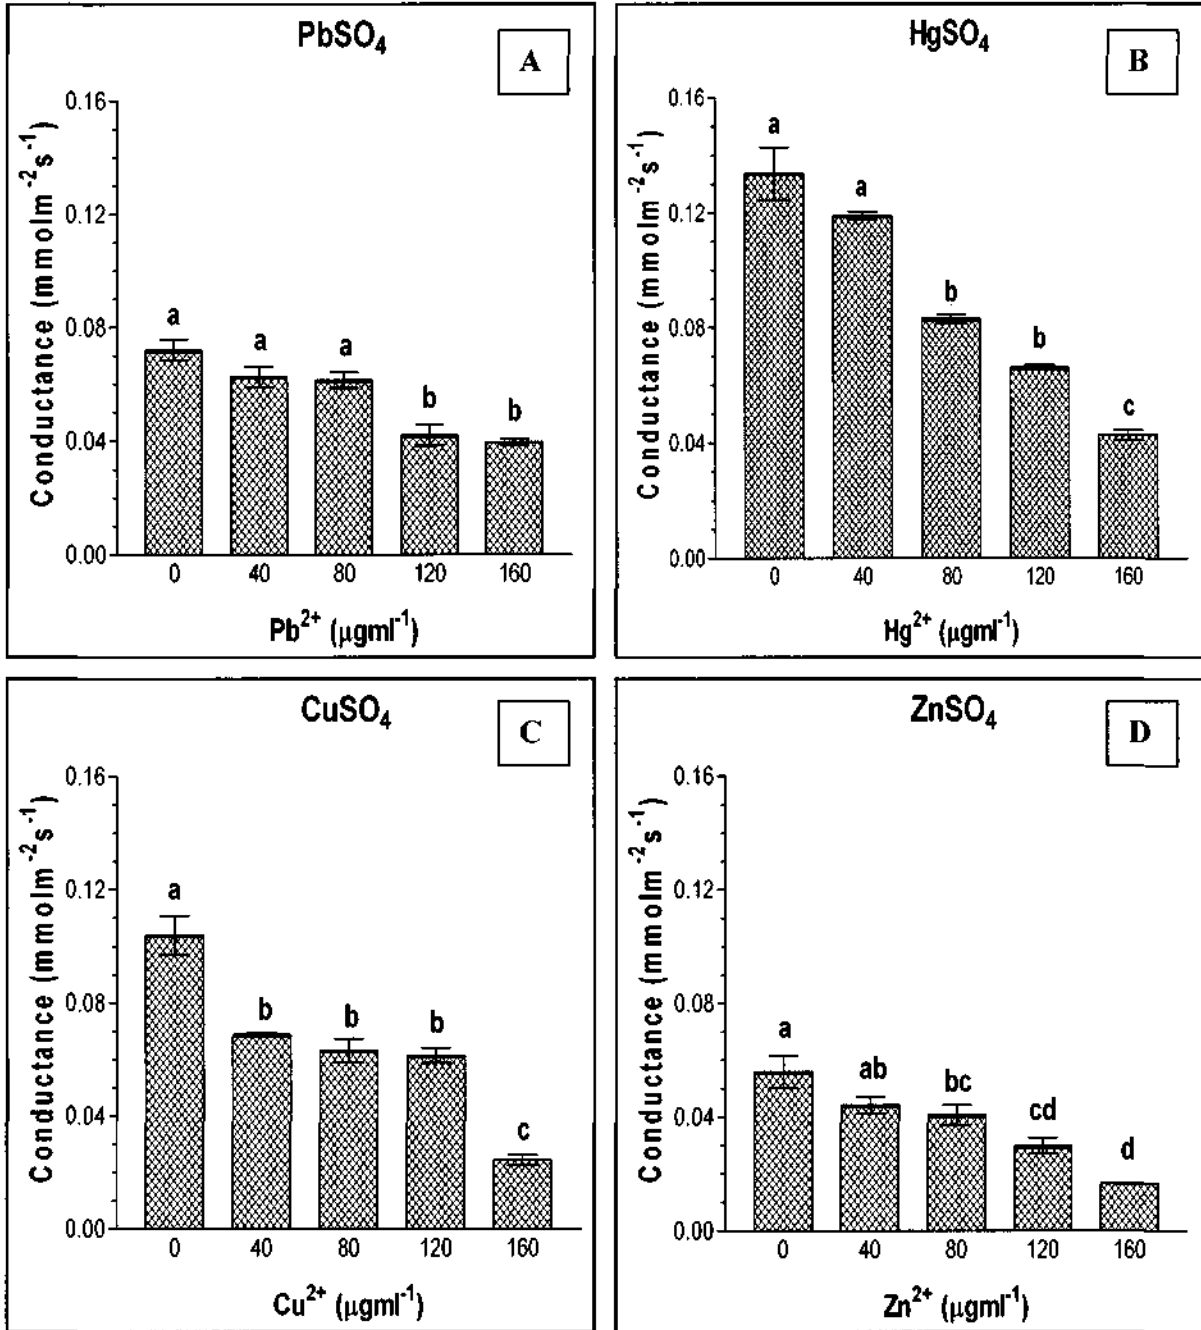 PbSO4
A
Conductance (mmolm-2s-1)
0.16
0.12
0.08
0.04
0.00
a
a
a
b
b
0 40 80 120 160
Pb2+ (μgml-1)
HgSO4
B
Conductance (mmolm-2s-1)
0.16
0.12
0.08
0.04
0.00
a
a
b
b
c
0 40 80 120 160
Hg2+ (μgml-1)
CuSO4
C
Conductance (mmolm-2s-1)
0.16
0.12
0.08
0.04
0.00
a
b
b
b
c
0 40 80 120 160
Cu2+ (μgml-1)
ZnSO4
D
Conductance (mmolm-2s-1)
0.16
0.12
0.08
0.04
0.00
a
ab
bc
cd
d
0 40 80 120 160
Zn2+ (μgml-1)